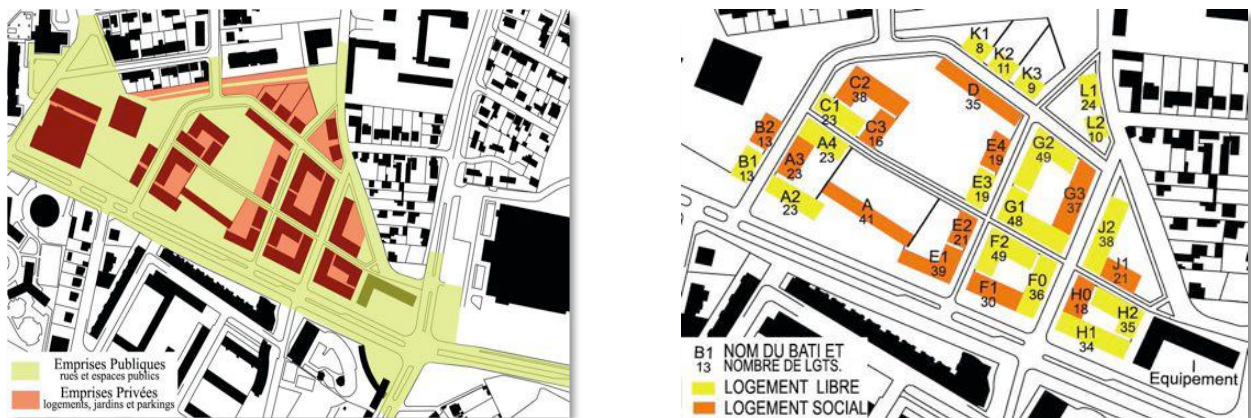 Emprises Publiques
rues et espaces publics
Emprises Privées
logements, jardins et parkings
K1
8
K2
11
K3
9
C2
38
D
35
L1
24
L2
10
C1
23
C3
16
B2
13
A4
23
E4
19
G2
49
B1
13
A3
23
A2
23
E3
19
G3
37
A
41
G1
48
E2
21
J2
38
E1
39
F2
49
J1
21
F1
30
F0
36
H0
18
H2
35
H1
34
I
Equipement
B1 NOM DU BATI ET
13 NOMBRE DE LGTS.
LOGEMENT LIBRE
LOGEMENT SOCIAL